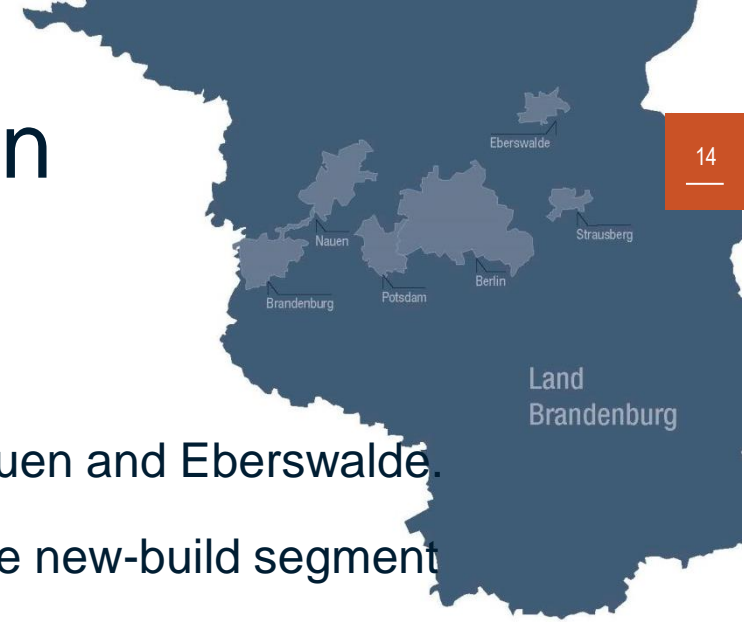 n
14
Eberswalde
Strausberg
Nauen
Berlin
Potsdam
Brandenburg
Land
Brandenburg
uen and Eberswalde.
e new-build segment